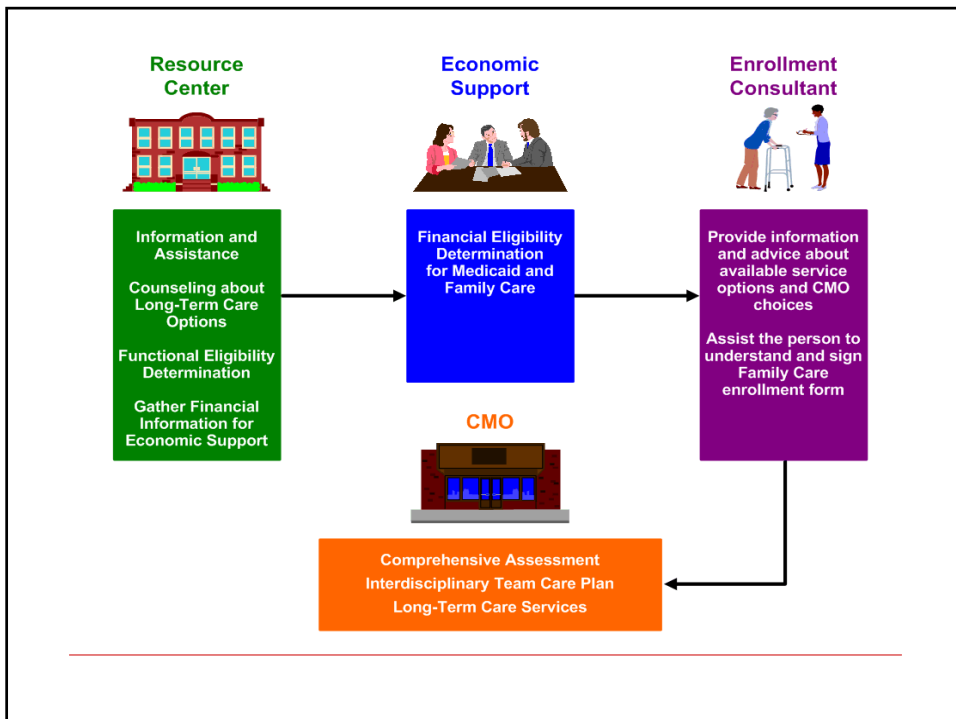 Resource
Center
Economic
Support
Enrollment
Consultant
Information and
Assistance
Counseling about
Long-Term Care
Options
Functional Eligibility
Determination
Gather Financial
Information for
Economic Support
Financial Eligibility
Determination
for Medicaid and
Family Care
Provide information
and advice about
available service
options and CMO
choices
Assist the person to
understand and sign
Family Care
enrollment form
CMO
Comprehensive Assessment
Interdisciplinary Team Care Plan
Long-Term Care Services